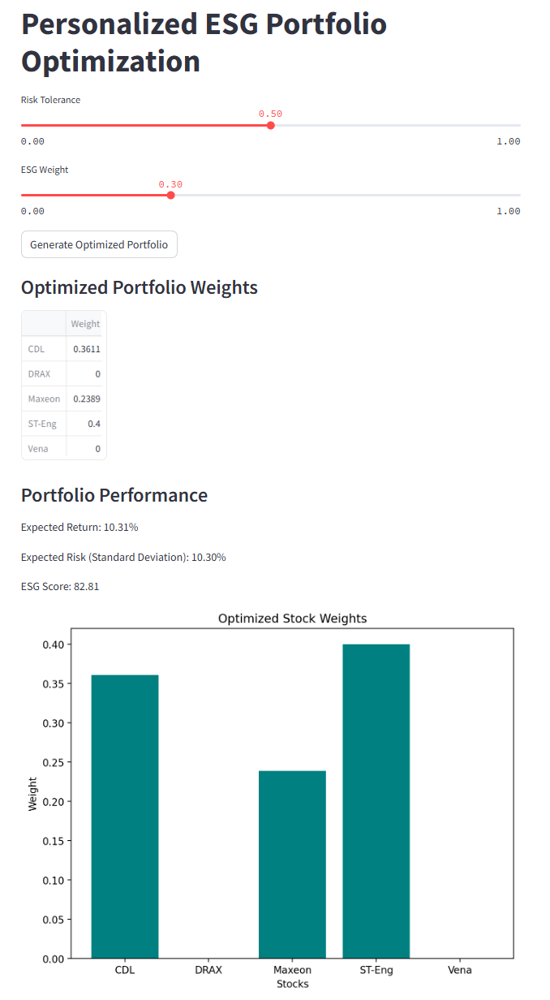 Personalized ESG Portfolio
Optimization
Risk Tolerance
0.50
0.00 1.00
ESG Weight
0.30
0.00 1.00
Generate Optimized Portfolio
Optimized Portfolio Weights
Weight
CDL 0.3611
DRAX 0
Maxeon 0.2389
ST-Eng 0.4
Vena 0
Portfolio Performance
Expected Return: 10.31%
Expected Risk (Standard Deviation): 10.30%
ESG Score: 82.81
Optimized Stock Weights
0.40
0.35
0.30
0.25
0.20
0.15
0.10
0.05
0.00
Weight
CDL DRAX Maxeon ST-Eng Vena
Stocks